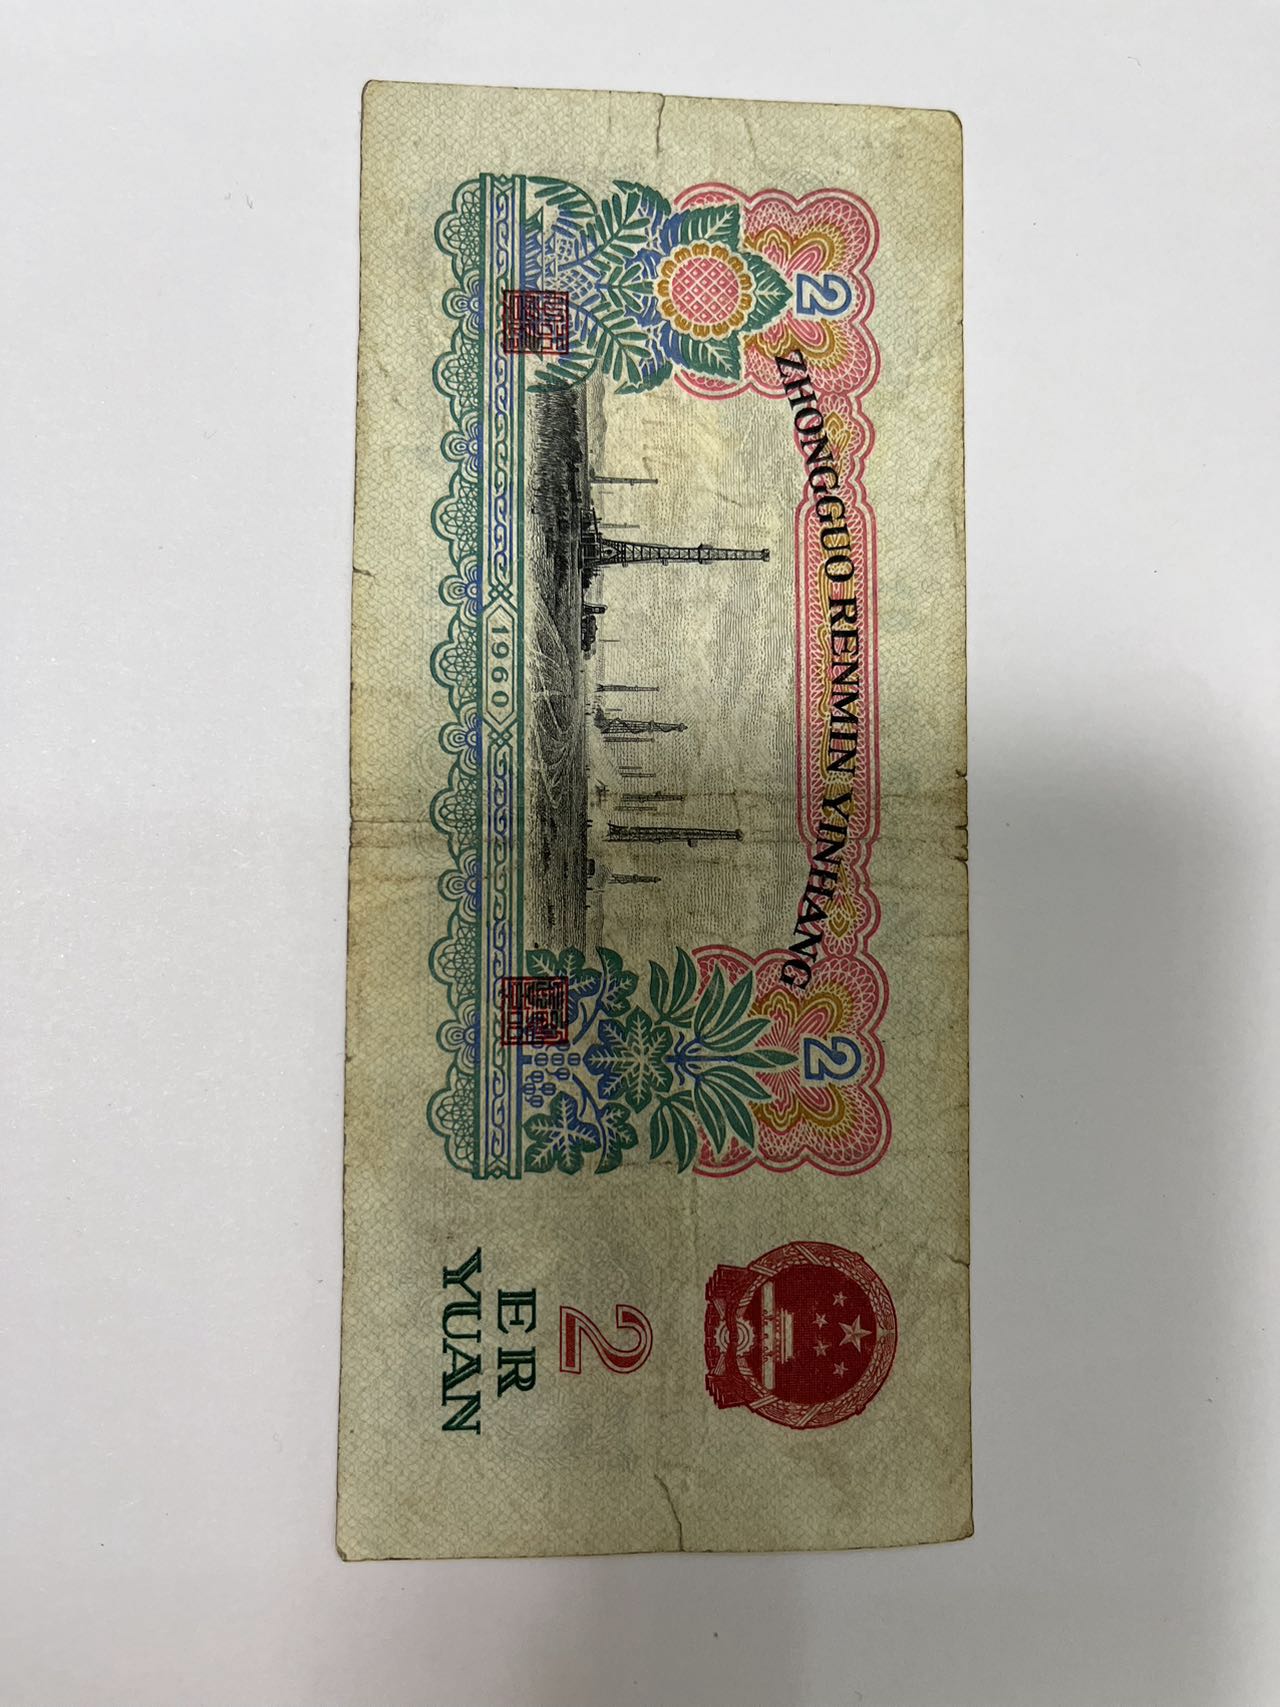 2
ZHONGGUO RENMIN YINHANG
2
1960
2
ER
YUAN